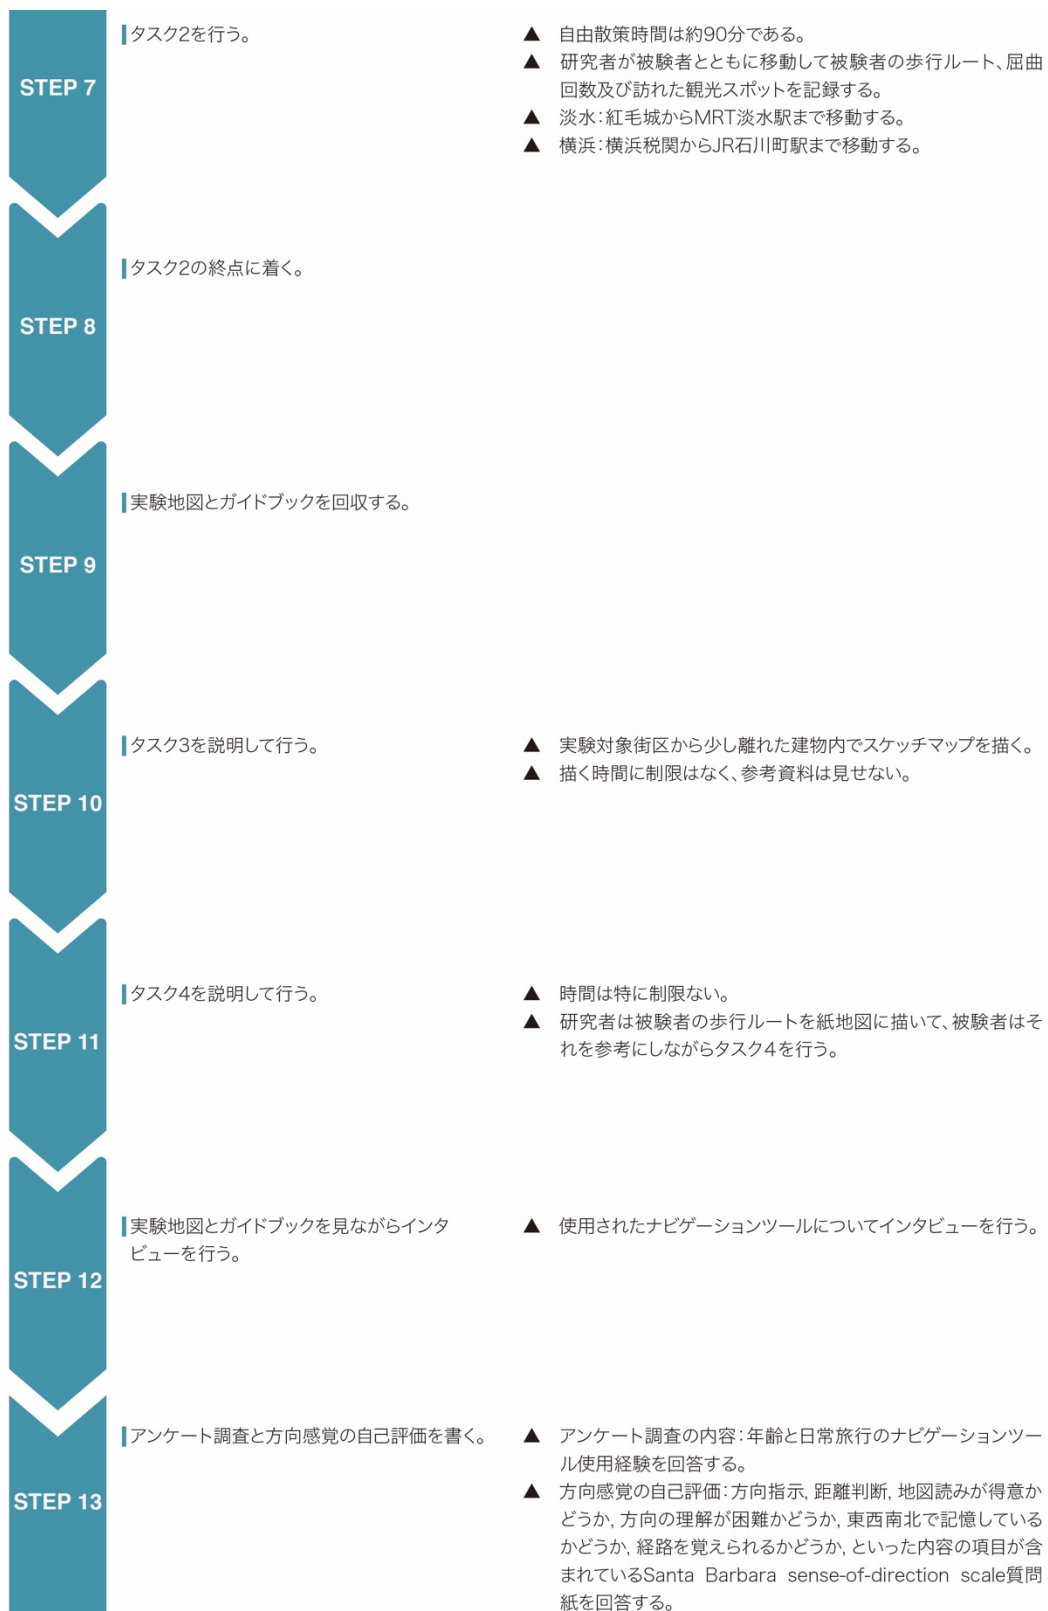 STEP 7
タスク2を行う。
▲ 自由散策時間は約90分である。
▲ 研究者が被験者とともに移動して被験者の歩行ルート、屈曲
回数及び訪れた観光スポットを記録する。
▲ 淡水：紅毛城からMRT淡水駅まで移動する。
▲ 横浜：横浜税関からJR石川町駅まで移動する。
STEP 8
タスク2の終点に着く。
STEP 9
実験地図とガイドブックを回収する。
STEP 10
タスク3を説明して行う。
▲ 実験対象街区から少し離れた建物内でスケッチマップを描く。
▲ 描く時間に制限はなく、参考資料は見せない。
STEP 11
タスク4を説明して行う。
▲ 時間は特に制限ない。
▲ 研究者は被験者の歩行ルートを紙地図に描いて、被験者はそ
れを参考にしながらタスク4を行う。
STEP 12
実験地図とガイドブックを見ながらインタ
ビューを行う。
▲ 使用されたナビゲーションツールについてインタビューを行う。
STEP 13
アンケート調査と方向感覚の自己評価を書く。
▲ アンケート調査の内容：年齢と日常旅行のナビゲーションツー
ル使用経験を回答する。
▲ 方向感覚の自己評価：方向指示, 距離判断, 地図読みが得意か
どうか, 方向の理解が困難かどうか, 東西南北で記憶している
かどうか, 経路を覚えられるかどうか, といった内容の項目が含
まれているSanta Barbara sense-of-direction scale質問
紙を回答する。